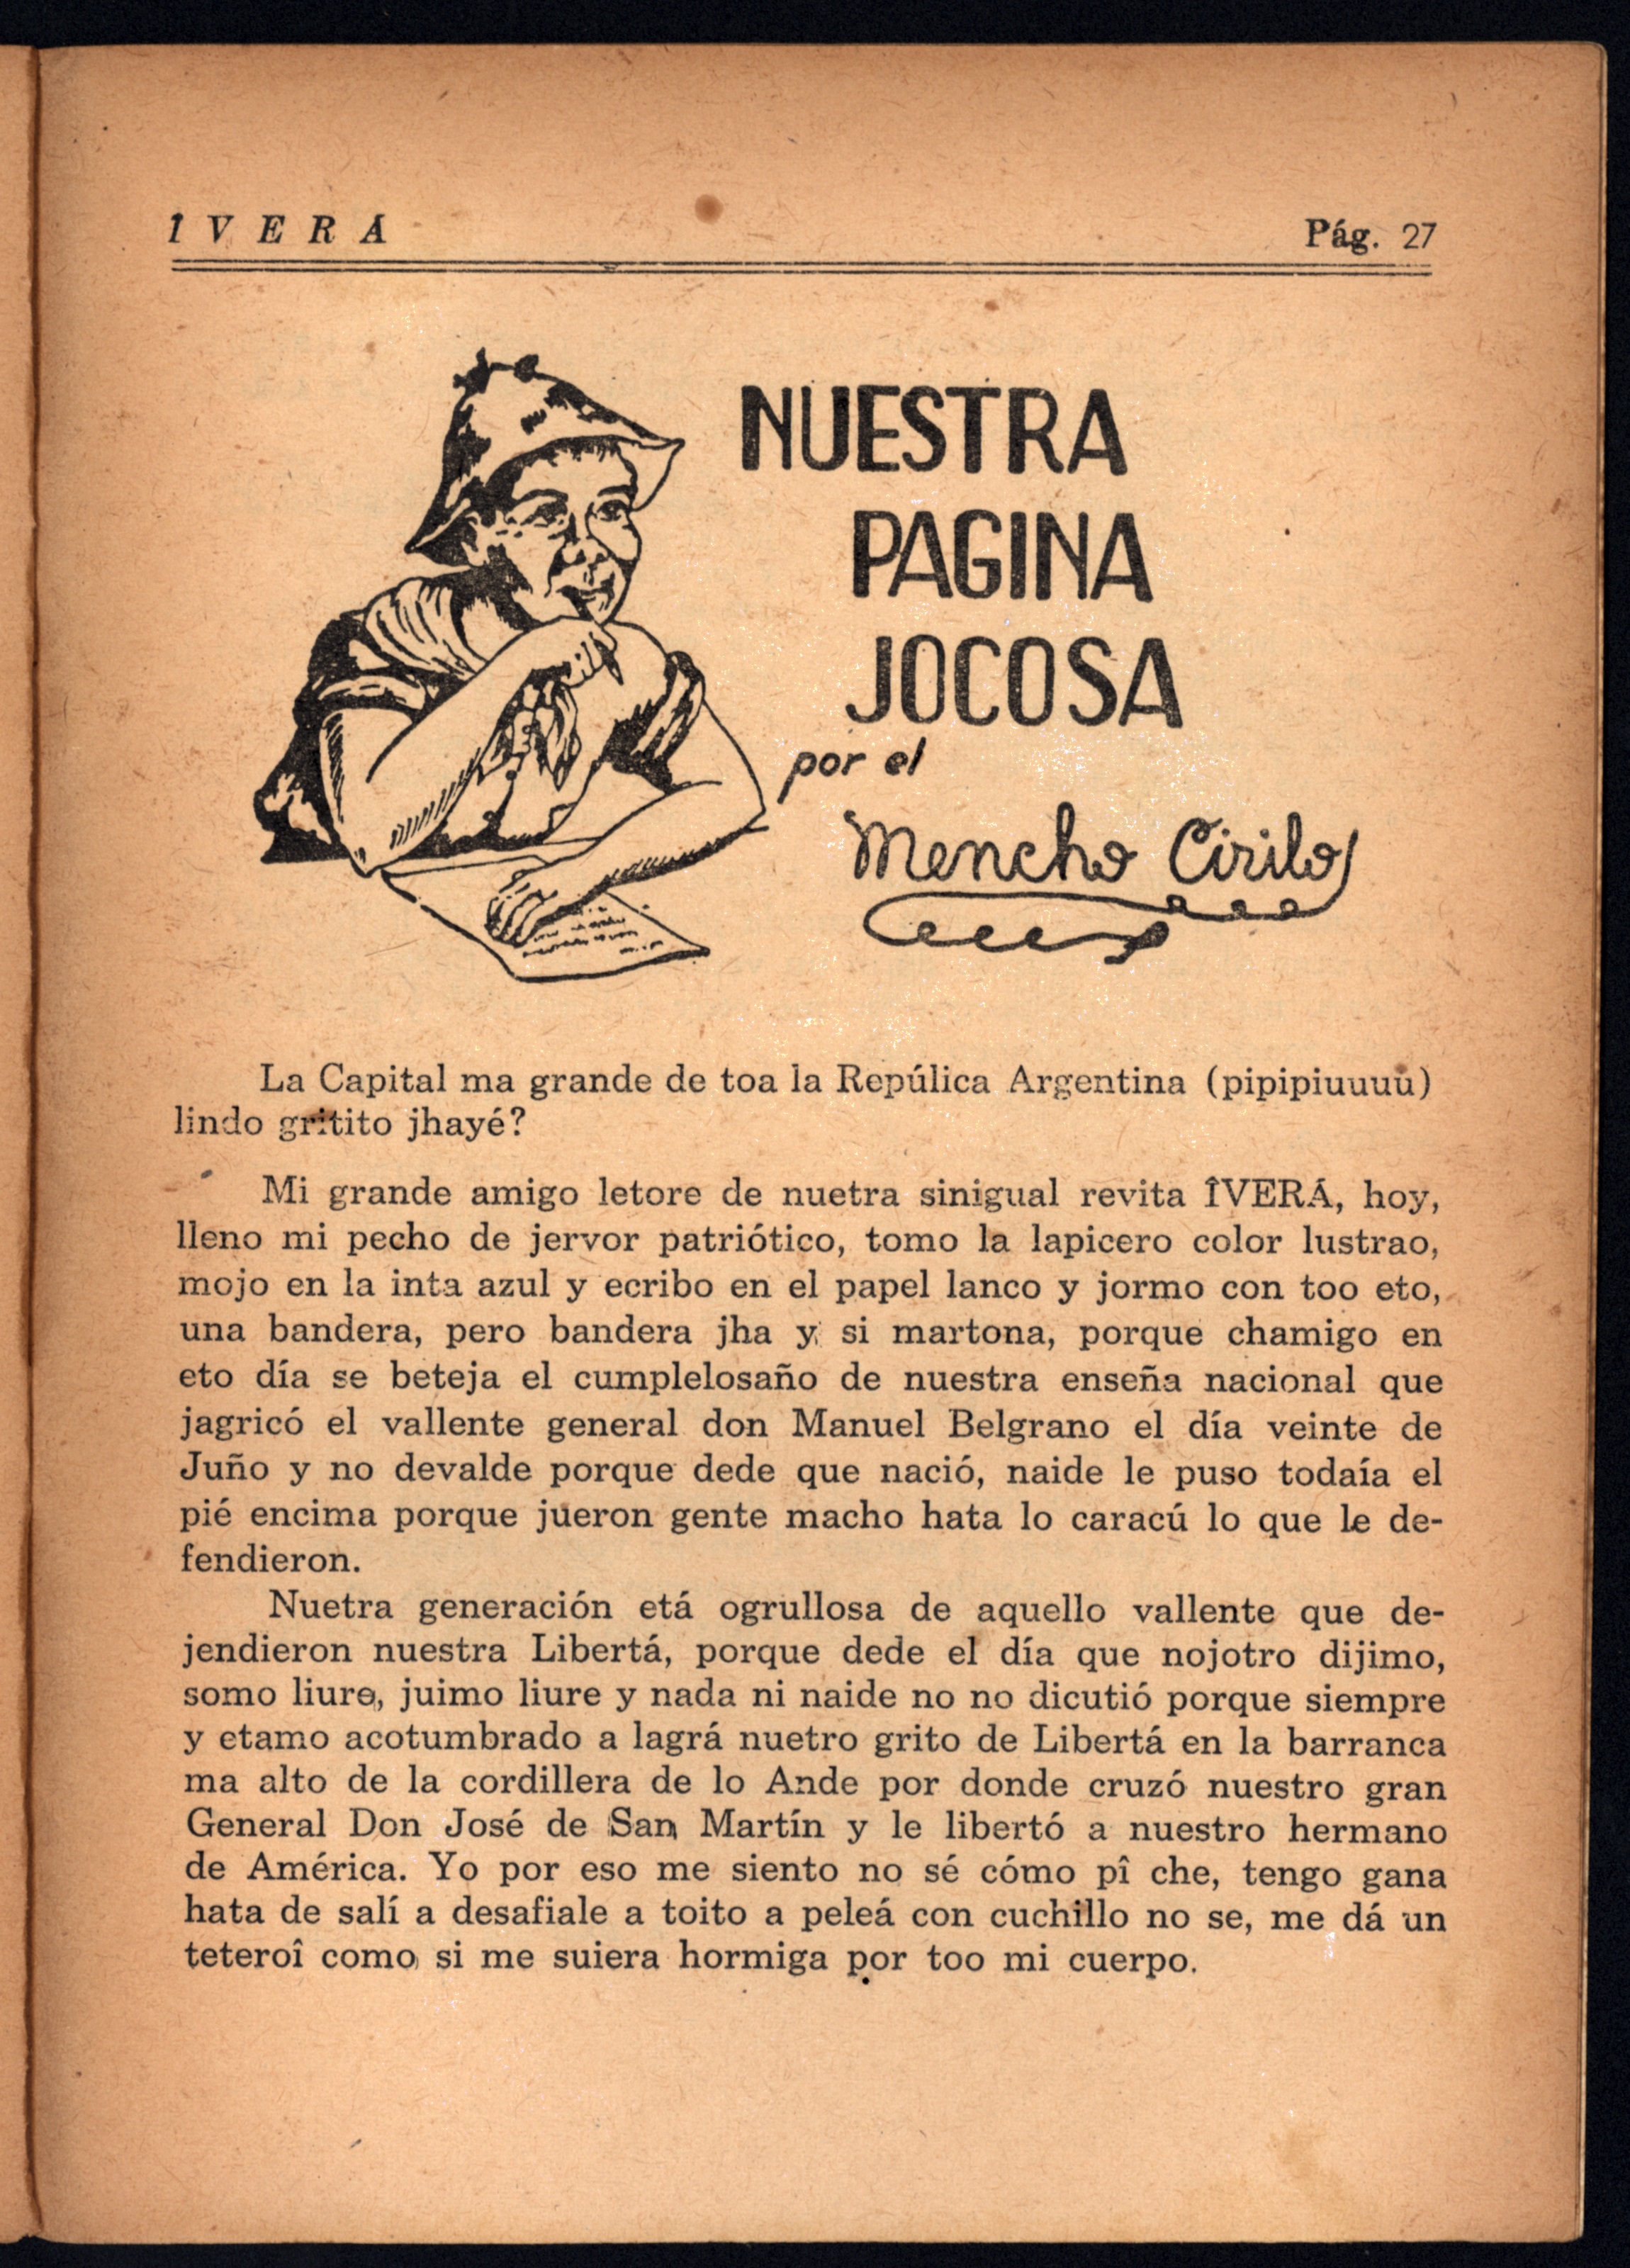 Î V E R Á
Pág. 27
NUESTRA
PAGINA
JOCOSA
por el
Mencho Cirilo
La Capital ma grande de toa la Repúlica Argentina (pipipiuuuú)
lindo gritito jhayé?
Mi grande amigo letore de nuetra sinigual revita ÎVERÁ, hoy,
lleno mi pecho de jervor patriótico, tomo la lapicero color lustrao,
mojo en la inta azul y ecribo en el papel lanco y jormo con too eto,
una bandera, pero bandera jha y si martona, porque chamigo en
eto día se beteja el cumplelosaño de nuestra enseña nacional que
jagricó el vallente general don Manuel Belgrano el día veinte de
Juño y no devalde porque dede que nació, naide le puso todaía el
pié encima porque jueron gente macho hata lo caracú lo que le de-
fendieron.
Nuetra generación etá ogrullosa de aquello vallente que de-
jendieron nuestra Libertá, porque dede el día que nojotro dijimo,
somo liure, juimo liure y nada ni naide no no dicutió porque siempre
y etamo acotumbrado a lagrá nuetro grito de Libertá en la barranca
ma alto de la cordillera de lo Ande por donde cruzó nuestro gran
General Don José de San Martín y le libertó a nuestro hermano
de América. Yo por eso me siento no sé cómo pî che, tengo gana
hata de salí a desafiale a toito a peleá con cuchillo no se, me dá un
teteroî como si me suiera hormiga por too mi cuerpo.